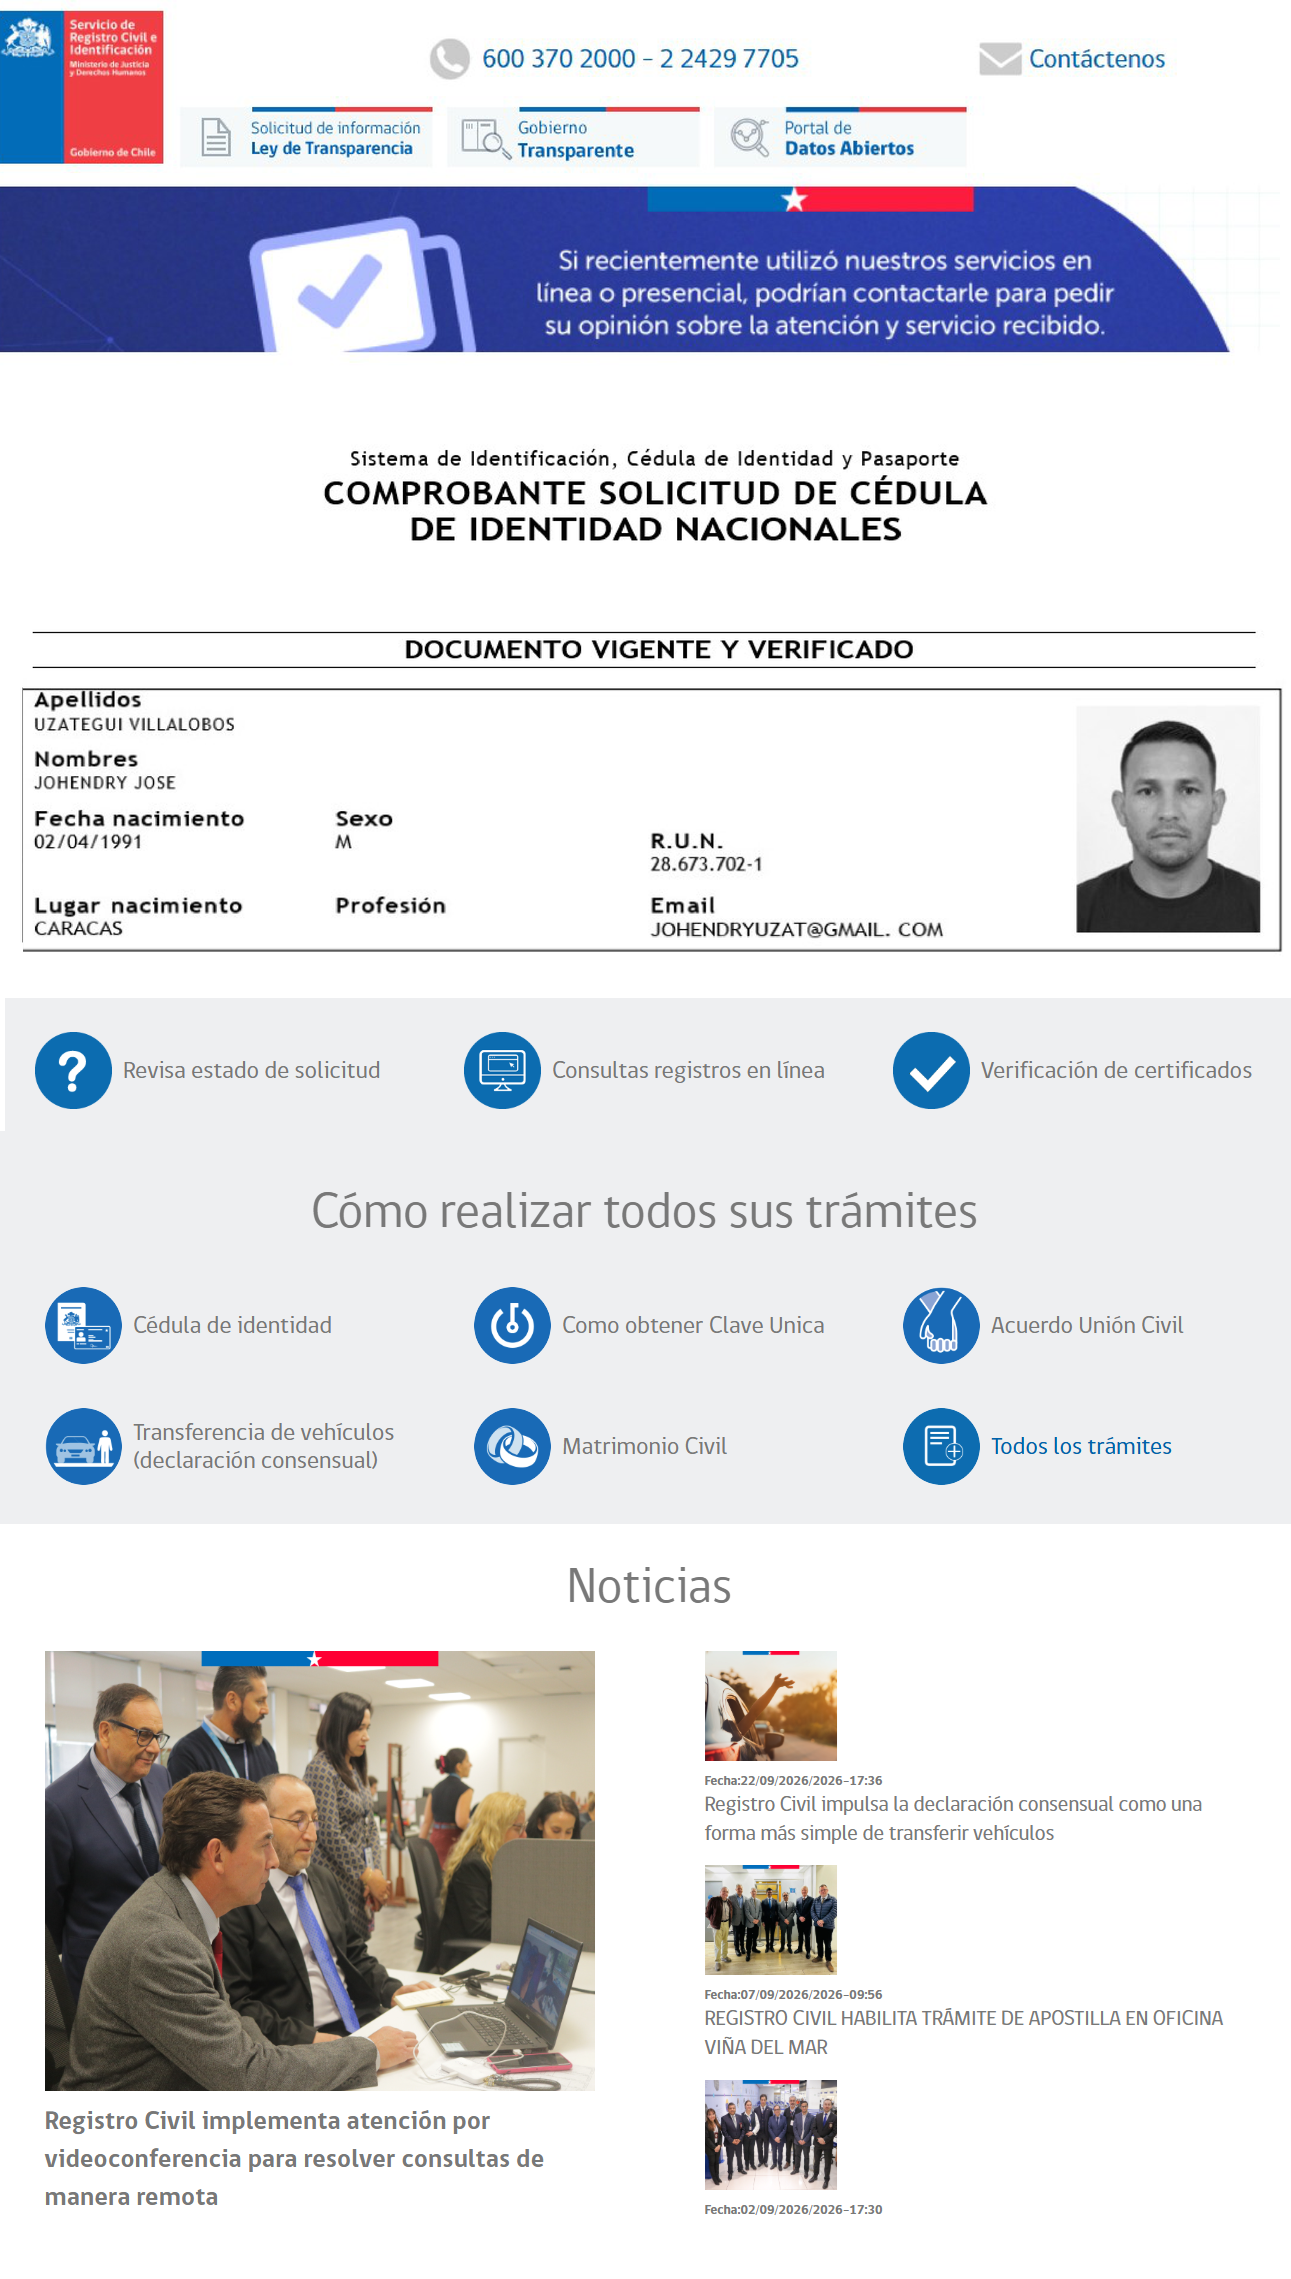 Servicio de
Registro Civil e
Identificación
Ministerio de Justicia
y Derechos Humanos
Gobierno de Chile
600 370 2000 - 2 2429 7705
Contáctenos
Solicitud de información
Ley de Transparencia
Gobierno
Transparente
Portal de
Datos Abiertos
Si recientemente utilizó nuestros servicios en
línea o presencial, podrían contactarle para pedir
su opinión sobre la atención y servicio recibido.
Sistema de Identificación, Cédula de Identidad y Pasaporte
COMPROBANTE SOLICITUD DE CÉDULA
DE IDENTIDAD NACIONALES
DOCUMENTO VIGENTE Y VERIFICADO
Apellidos
UZATEGUI VILLALOBOS
Nombres
JOHENDRY JOSE
Fecha nacimiento
02/04/1991
Sexo
M
R.U.N.
28.673.702-1
Lugar nacimiento
CARACAS
Profesión
Email
JOHENDRYUZAT@GMAIL. COM
Revisa estado de solicitud
Consultas registros en línea
Verificación de certificados
Cómo realizar todos sus trámites
Cédula de identidad
Como obtener Clave Unica
Acuerdo Unión Civil
Transferencia de vehículos
(declaración consensual)
Matrimonio Civil
Todos los trámites
Noticias
Registro Civil implementa atención por
videoconferencia para resolver consultas de
manera remota
Fecha:22/09/2026/2026-17:36
Registro Civil impulsa la declaración consensual como una
forma más simple de transferir vehículos
Fecha:07/09/2026/2026-09:56
REGISTRO CIVIL HABILITA TRÁMITE DE APOSTILLA EN OFICINA
VIÑA DEL MAR
Fecha:02/09/2026/2026-17:30